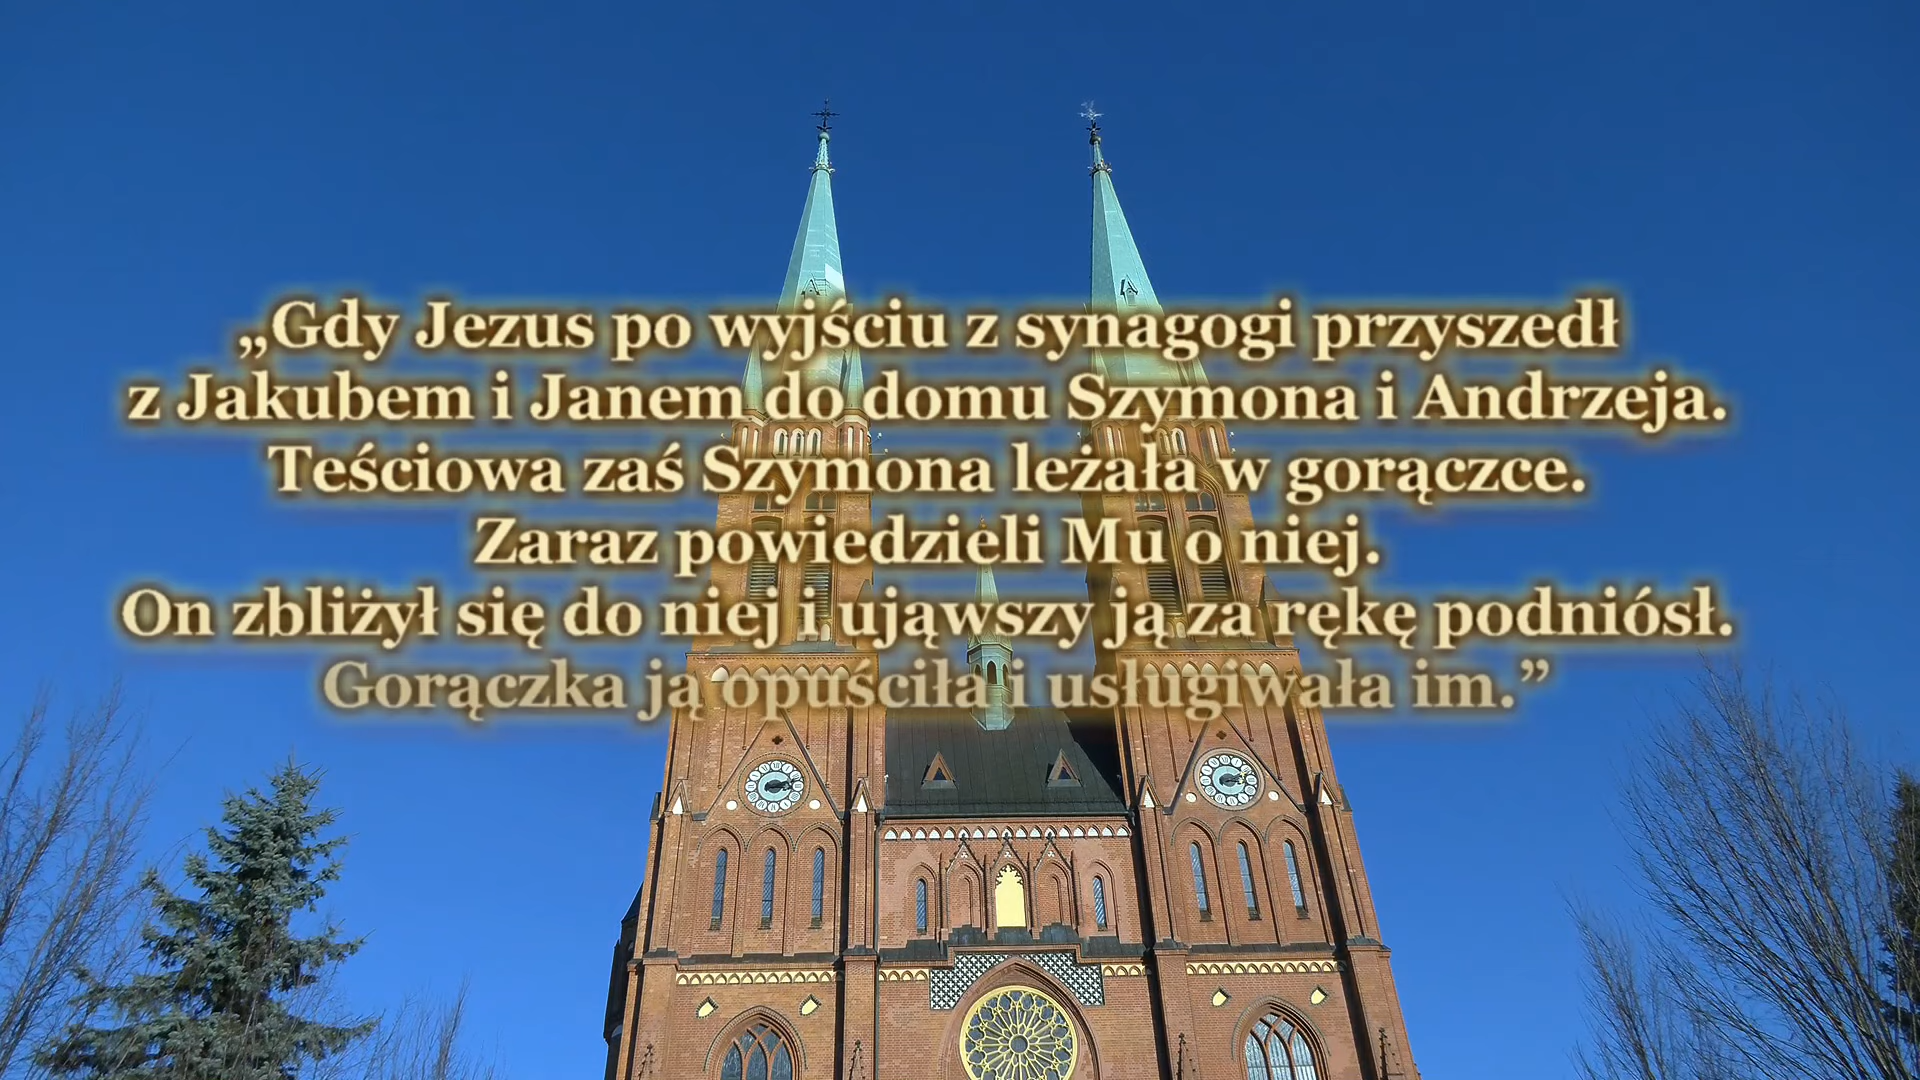 „Gdy Jezus po wyjściu z synagogi przyszedł
z Jakubem i Janem do domu Szymona i Andrzeja.
Teściowa zaś Szymona leżała w gorączce.
Zaraz powiedzieli Mu o niej.
On zbliżył się do niej i ująwszy ją za rękę podniósł.
Gorączka ją opuściła i usługiwała im.”